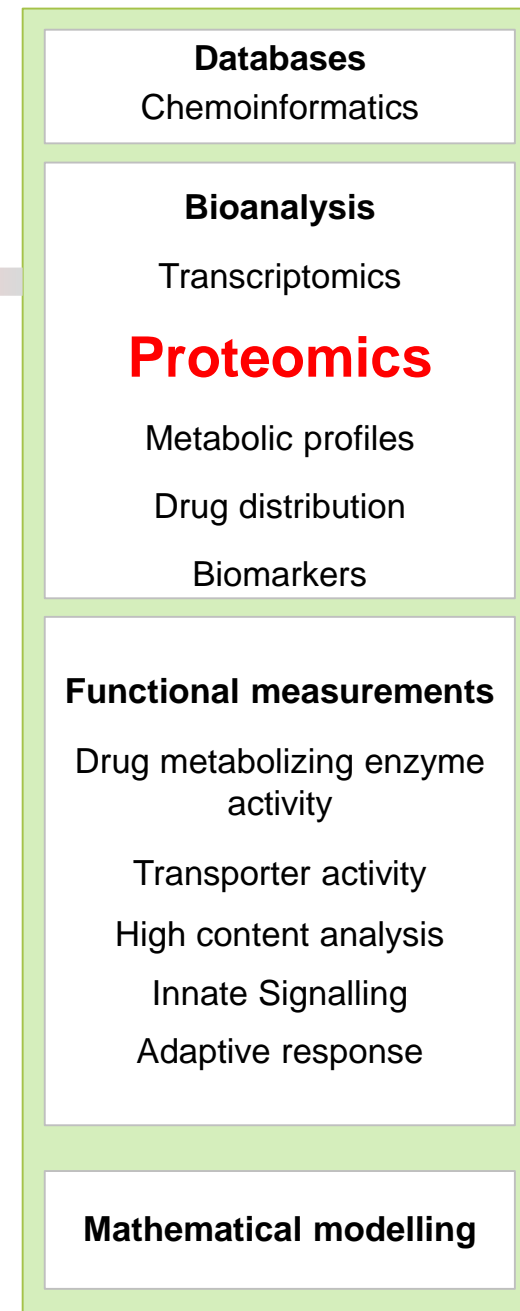 Databases
Chemoinformatics
Bioanalysis
Transcriptomics
Proteomics
Metabolic profiles
Drug distribution
Biomarkers
Functional measurements
Drug metabolizing enzyme
activity
Transporter activity
High content analysis
Innate Signalling
Adaptive response
Mathematical modelling